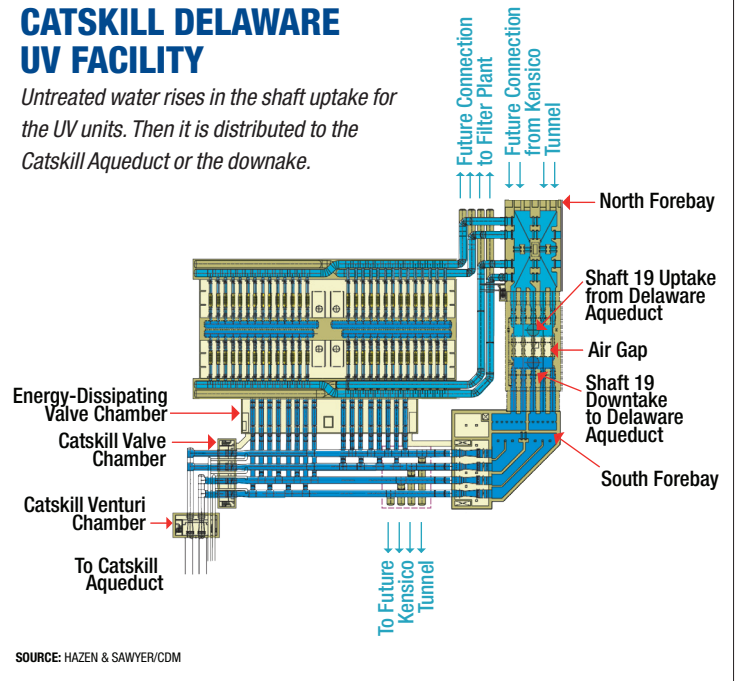 CATSKILL DELAWARE
UV FACILITY
Untreated water rises in the shaft uptake for
the UV units. Then it is distributed to the
Catskill Aqueduct or the downake.
Future Connection
to Filter Plant
Future Connection
from Kensico
Tunnel
North Forebay
Shaft 19 Uptake
from Delaware
Aqueduct
Air Gap
Shaft 19
Downtake
to Delaware
Aqueduct
South Forebay
Energy-Dissipating
Valve Chamber
Catskill Valve
Chamber
Catskill Venturi
Chamber
To Catskill
Aqueduct
To Future
Kensico
Tunnel
SOURCE: HAZEN & SAWYER/CDM